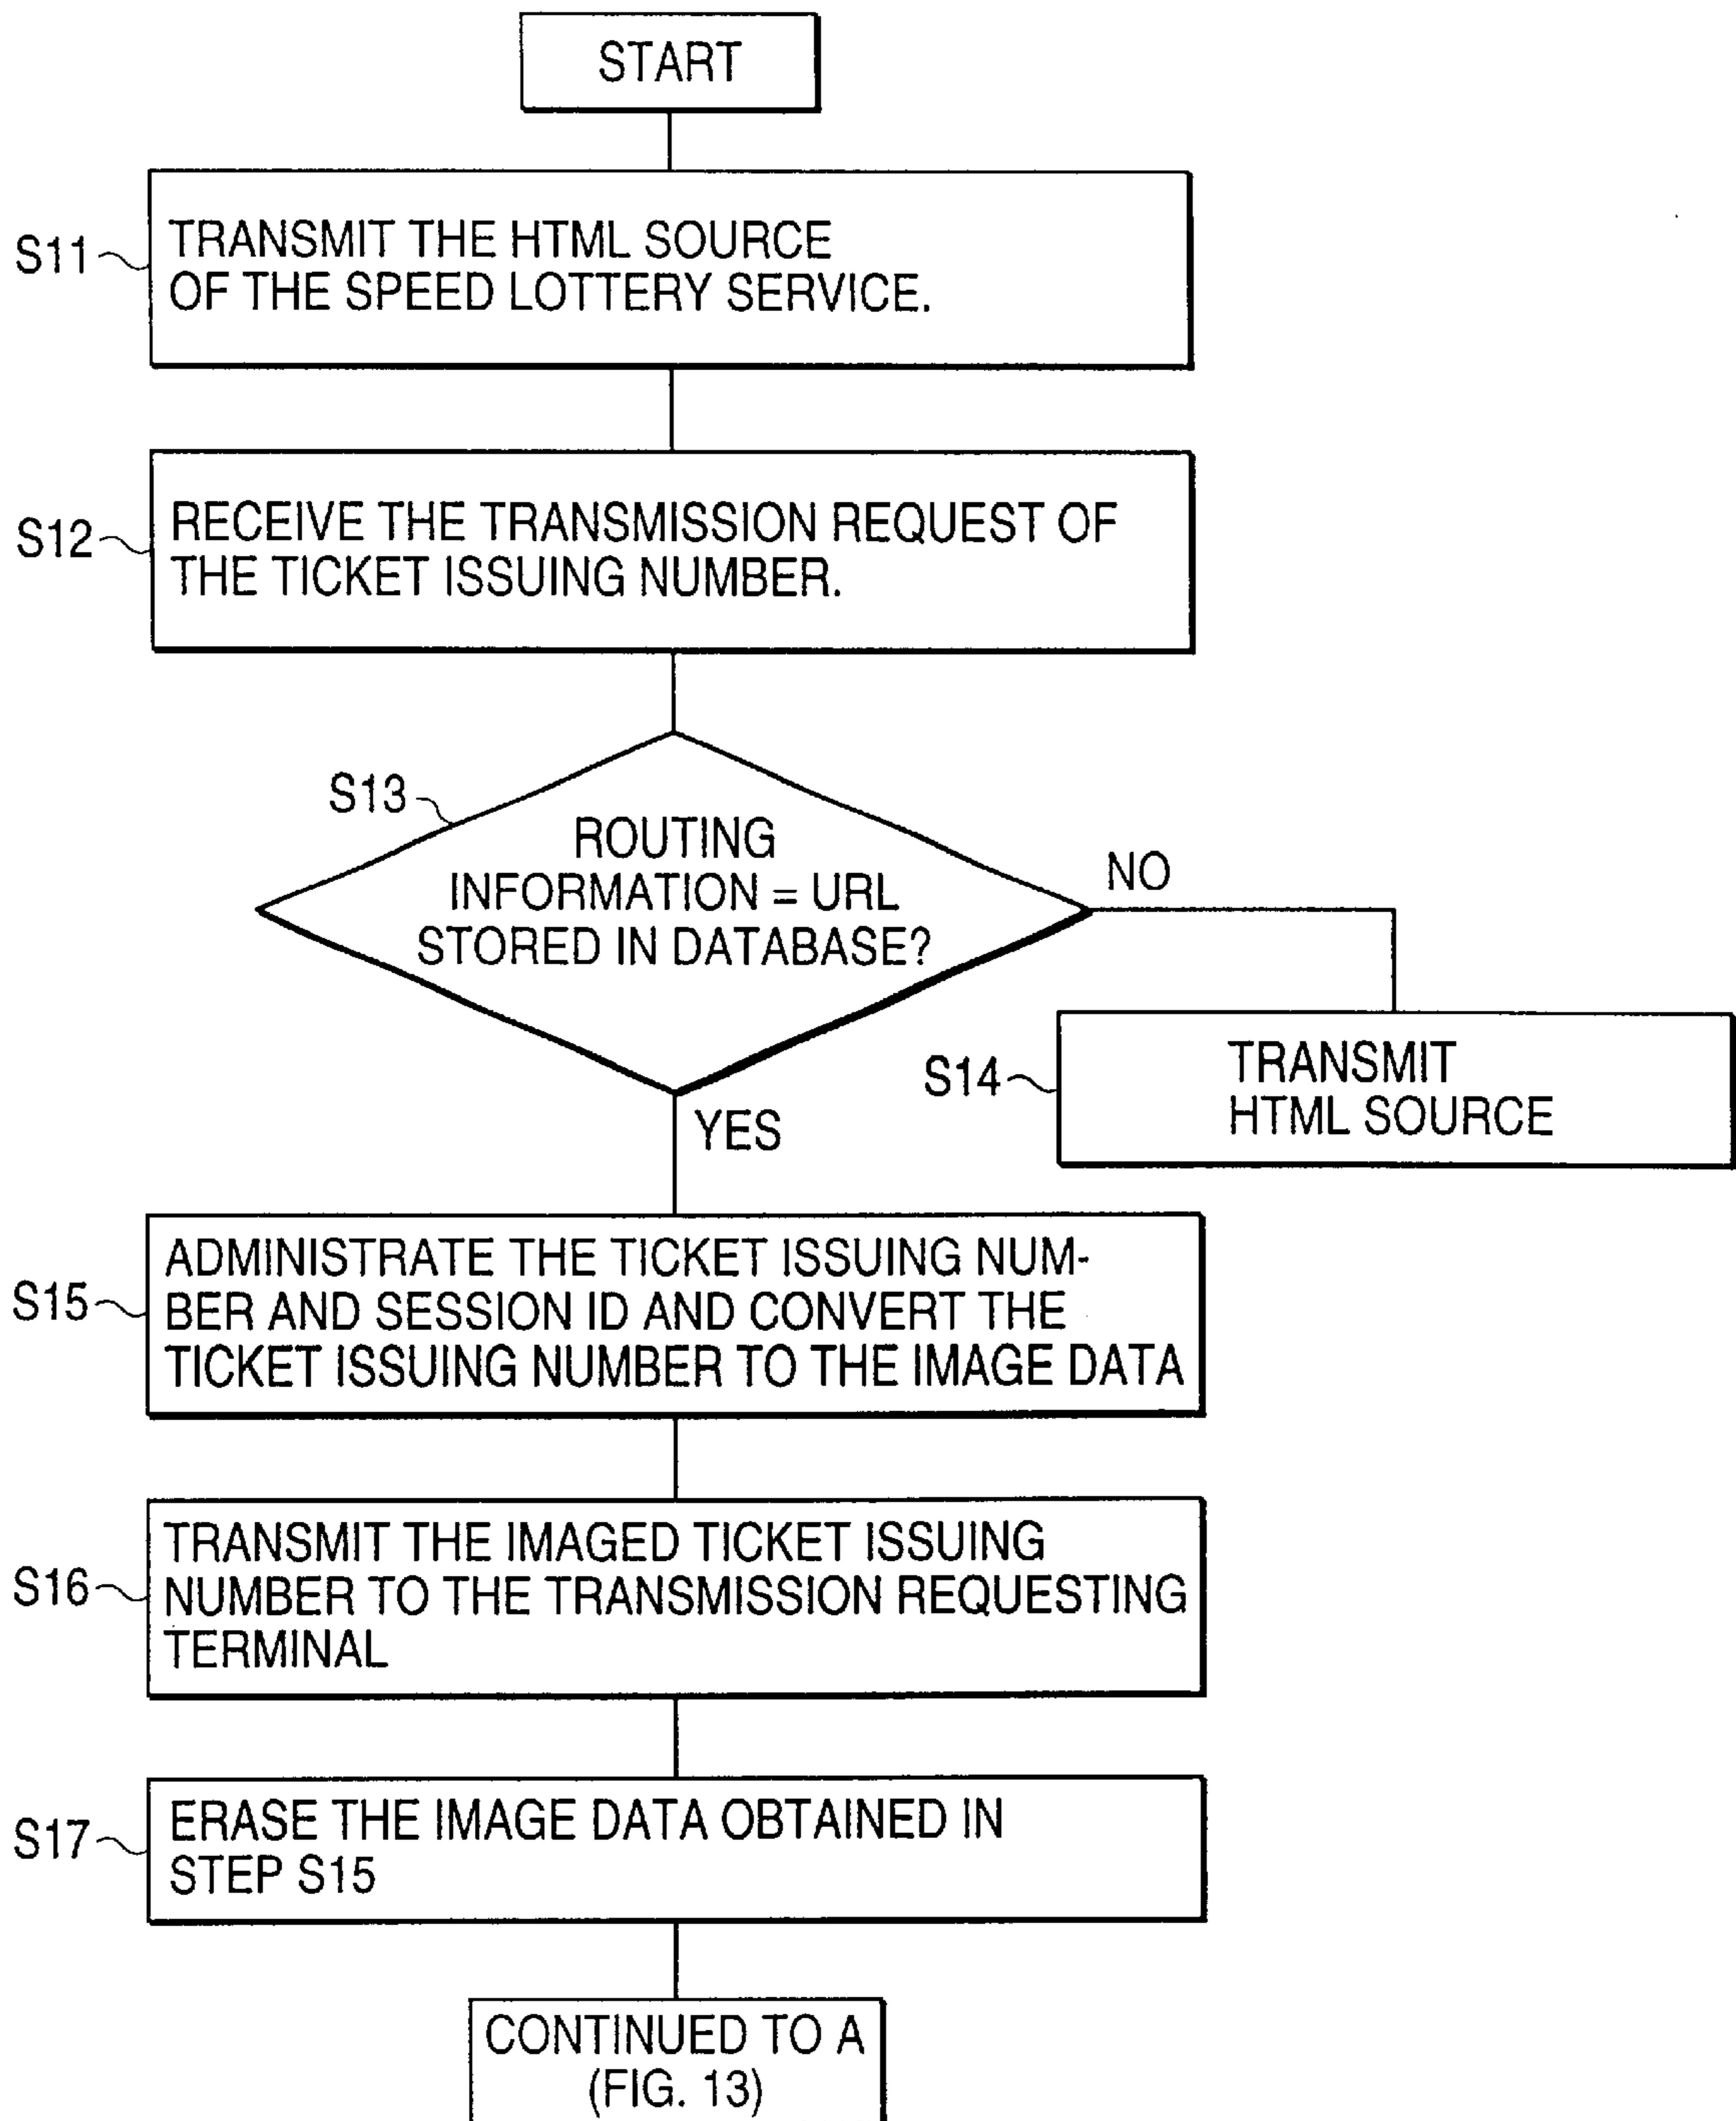 START
S11
TRANSMIT THE HTML SOURCE
OF THE SPEED LOTTERY SERVICE.
S12
RECEIVE THE TRANSMISSION REQUEST OF
THE TICKET ISSUING NUMBER.
S13
ROUTING
INFORMATION = URL
STORED IN DATABASE?
NO
S14
TRANSMIT
HTML SOURCE
YES
S15
ADMINISTRATE THE TICKET ISSUING NUM-
BER AND SESSION ID AND CONVERT THE
TICKET ISSUING NUMBER TO THE IMAGE DATA
S16
TRANSMIT THE IMAGED TICKET ISSUING
NUMBER TO THE TRANSMISSION REQUESTING
TERMINAL
S17
ERASE THE IMAGE DATA OBTAINED IN
STEP S15
CONTINUED TO A
(FIG. 13)